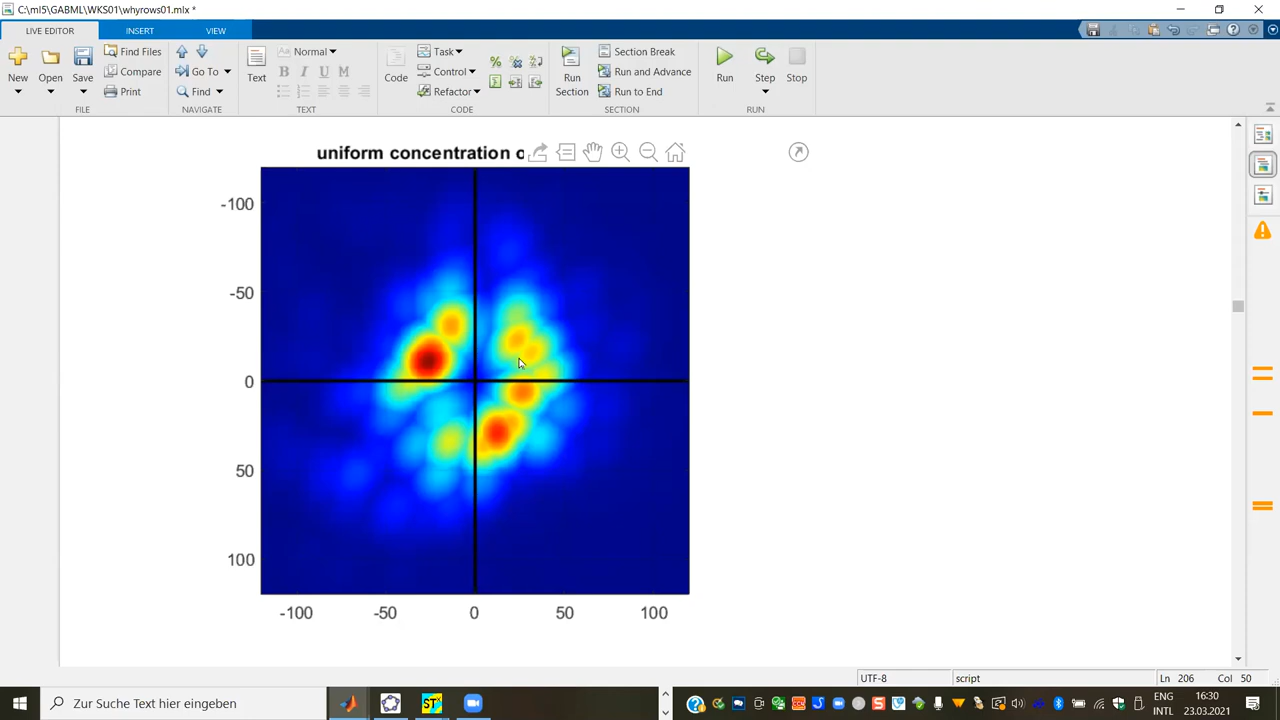 C:\ml5\GABML\WKS01\whyrows01.mlx *
LIVE EDITOR INSERT VIEW
New Open Save
Find Files
Compare
Print
FILE
Go To
Find
NAVIGATE
Text
Normal
B I U M
TEXT
Code
Task
Control
Refactor
CODE
Run Section
Section Break
Run and Advance
Run to End
SECTION
Run Step Stop
RUN
uniform concentration o
-100
-50
0
50
100
-100 -50 0 50 100
UTF-8 script Ln 206 Col 50
Zur Suche Text hier eingeben
ENG 16:30
INTL 23.03.2021